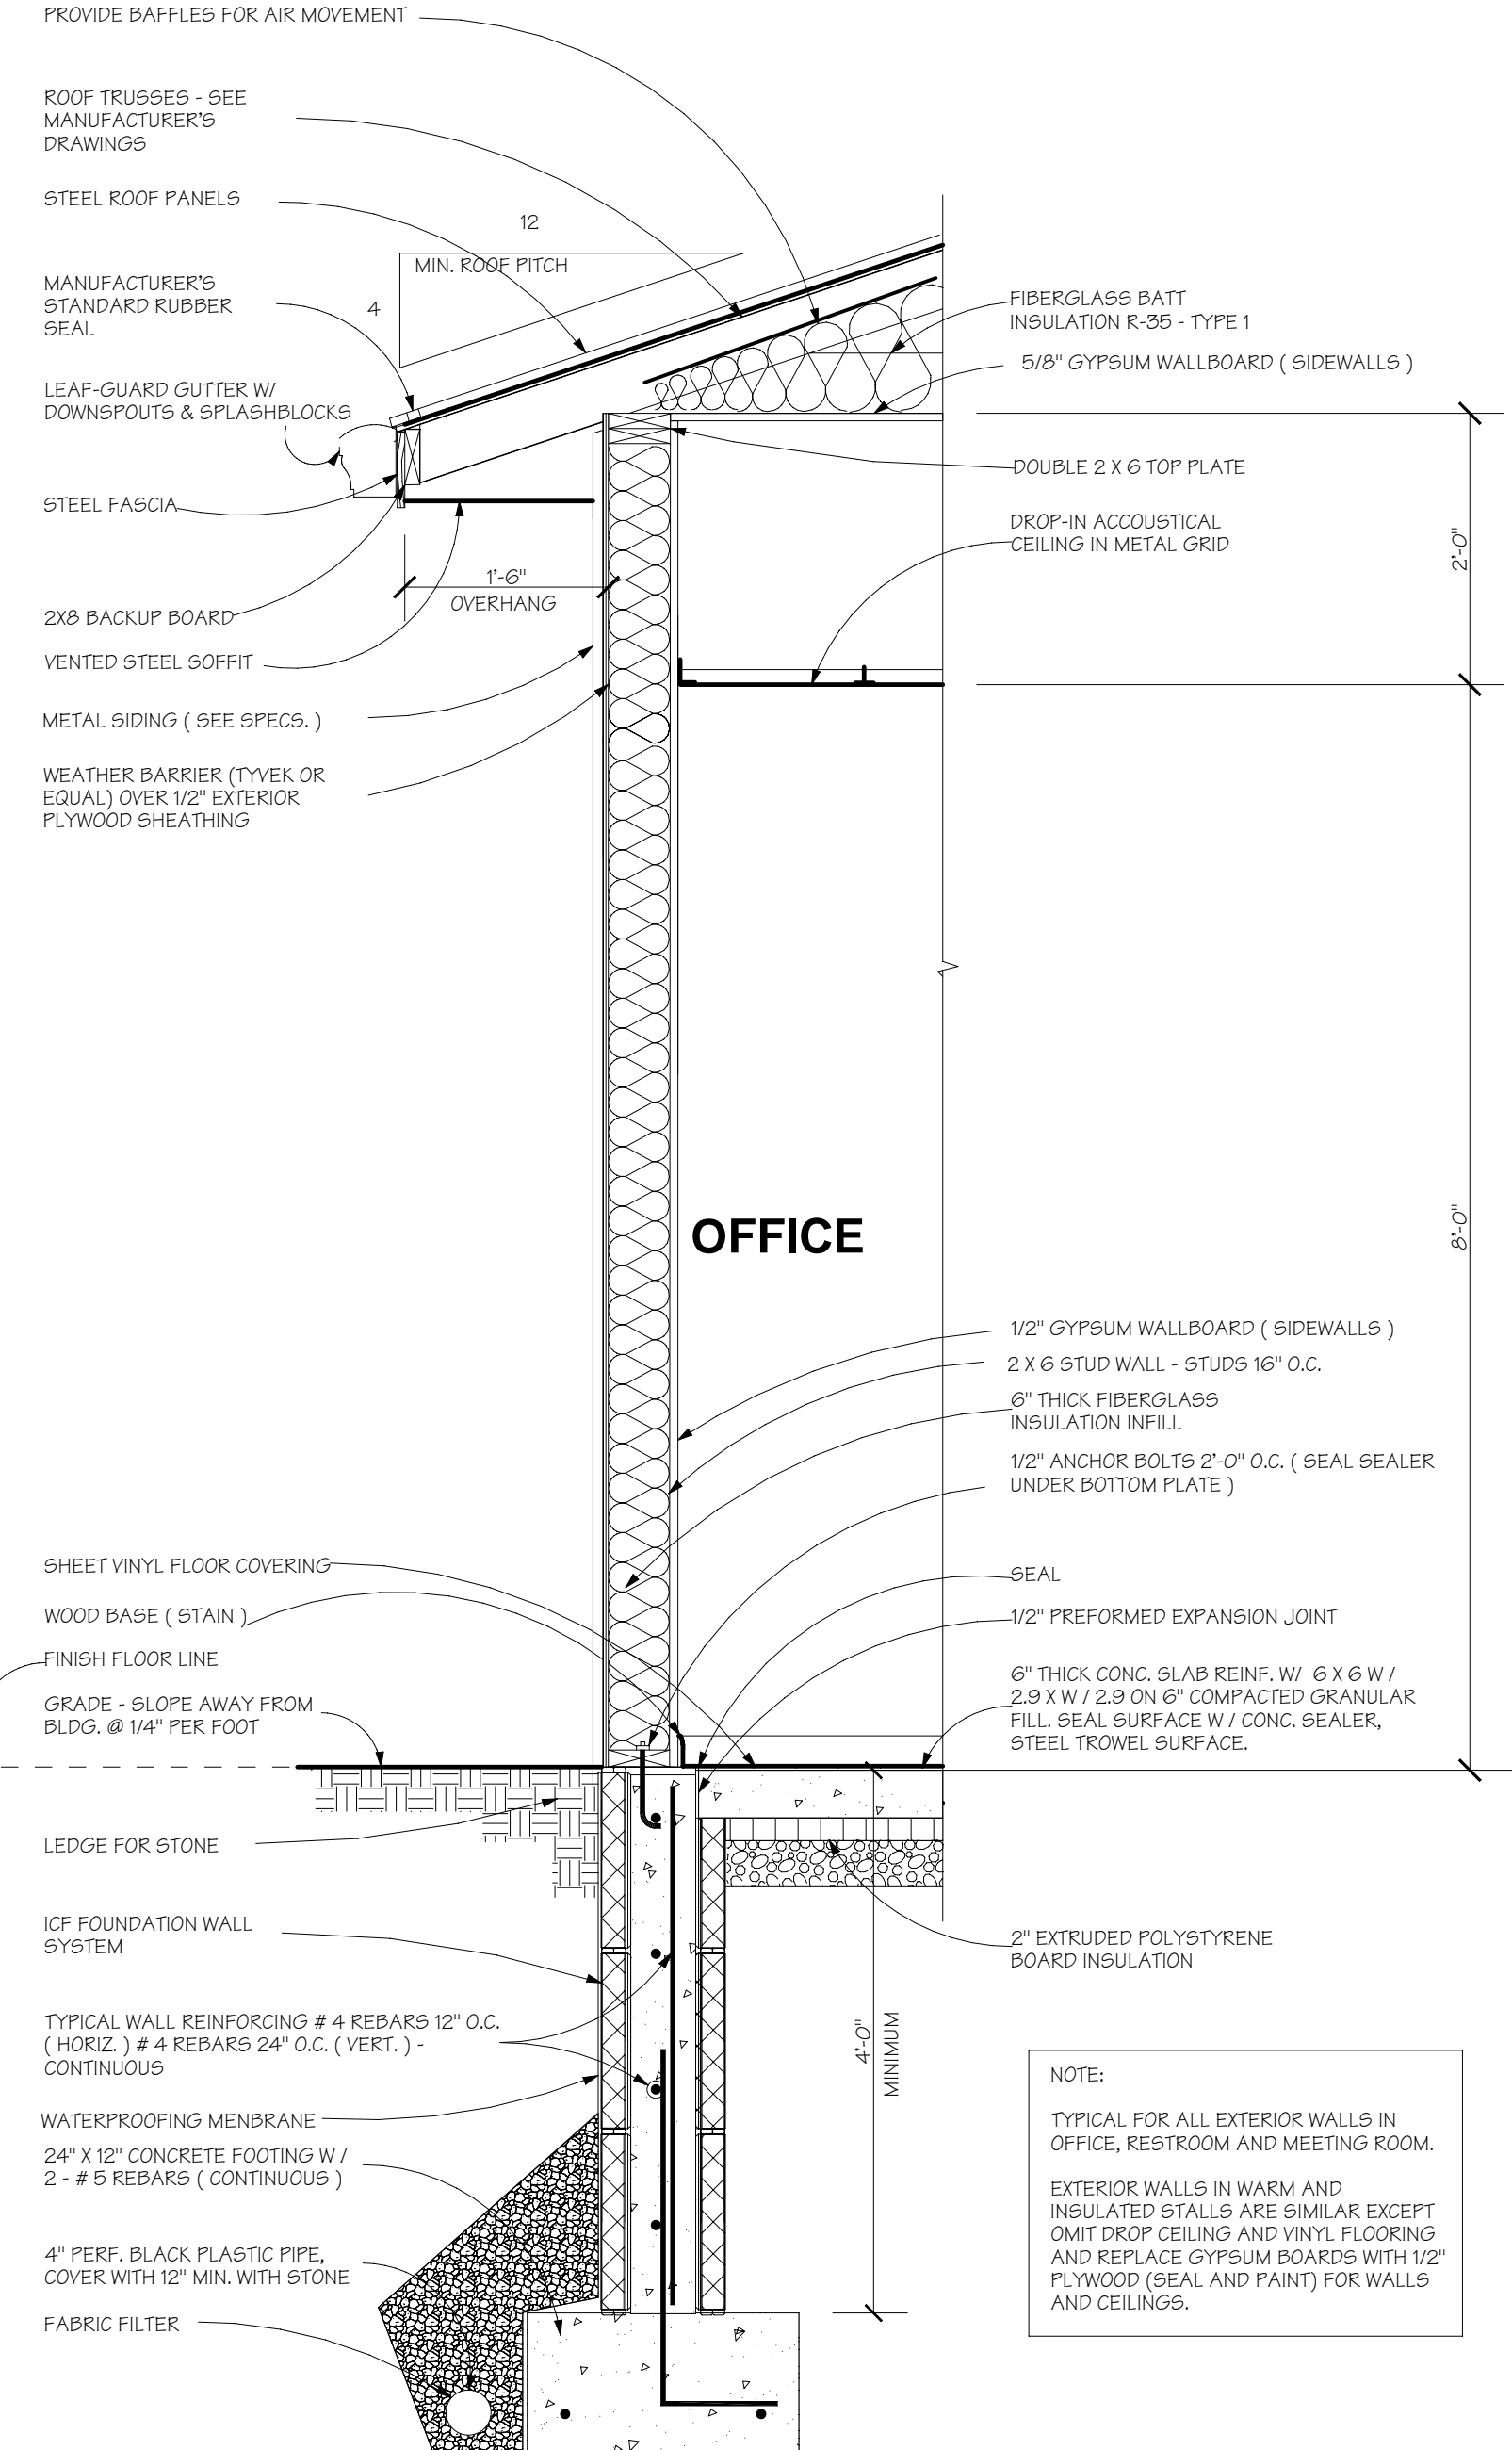 PROVIDE BAFFLES FOR AIR MOVEMENT
ROOF TRUSSES - SEE
MANUFACTURER'S
DRAWINGS
STEEL ROOF PANELS
12
MIN. ROOF PITCH
4
MANUFACTURER'S
STANDARD RUBBER
SEAL
LEAF-GUARD GUTTER W/
DOWNSPOUTS & SPLASHBLOCKS
STEEL FASCIA
1'-6"
OVERHANG
2X8 BACKUP BOARD
VENTED STEEL SOFFIT
METAL SIDING ( SEE SPECS. )
WEATHER BARRIER (TYVEK OR
EQUAL) OVER 1/2" EXTERIOR
PLYWOOD SHEATHING
FIBERGLASS BATT
INSULATION R-35 - TYPE 1
5/8" GYPSUM WALLBOARD ( SIDEWALLS )
DOUBLE 2 X 6 TOP PLATE
DROP-IN ACCOUSTICAL
CEILING IN METAL GRID
2'-0"
8'-0"
OFFICE
1/2" GYPSUM WALLBOARD ( SIDEWALLS )
2 X 6 STUD WALL - STUDS 16" O.C.
6" THICK FIBERGLASS
INSULATION INFILL
1/2" ANCHOR BOLTS 2'-0" O.C. ( SEAL SEALER
UNDER BOTTOM PLATE )
SEAL
1/2" PREFORMED EXPANSION JOINT
6" THICK CONC. SLAB REINF. W/ 6 X 6 W /
2.9 X W / 2.9 ON 6" COMPACTED GRANULAR
FILL. SEAL SURFACE W / CONC. SEALER,
STEEL TROWEL SURFACE.
SHEET VINYL FLOOR COVERING
WOOD BASE ( STAIN )
FINISH FLOOR LINE
GRADE - SLOPE AWAY FROM
BLDG. @ 1/4" PER FOOT
LEDGE FOR STONE
ICF FOUNDATION WALL
SYSTEM
TYPICAL WALL REINFORCING # 4 REBARS 12" O.C.
( HORIZ. ) # 4 REBARS 24" O.C. ( VERT. ) -
CONTINUOUS
WATERPROOFING MENBRANE
24" X 12" CONCRETE FOOTING W /
2 - # 5 REBARS ( CONTINUOUS )
4" PERF. BLACK PLASTIC PIPE,
COVER WITH 12" MIN. WITH STONE
FABRIC FILTER
2" EXTRUDED POLYSTYRENE
BOARD INSULATION
4'-0"
MINIMUM
NOTE:
TYPICAL FOR ALL EXTERIOR WALLS IN
OFFICE, RESTROOM AND MEETING ROOM.
EXTERIOR WALLS IN WARM AND
INSULATED STALLS ARE SIMILAR EXCEPT
OMIT DROP CEILING AND VINYL FLOORING
AND REPLACE GYPSUM BOARDS WITH 1/2"
PLYWOOD (SEAL AND PAINT) FOR WALLS
AND CEILINGS.